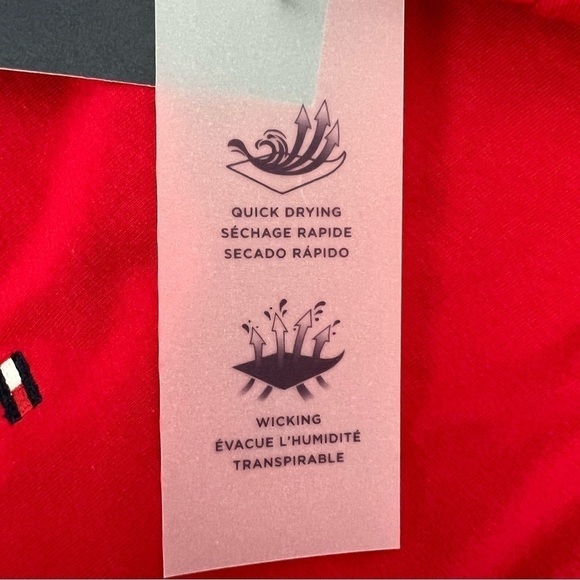 QUICK DRYING
SÉCHAGE RAPIDE
SECADO RÁPIDO
WICKING
ÉVACUE L'HUMIDITÉ
TRANSPIRABLE